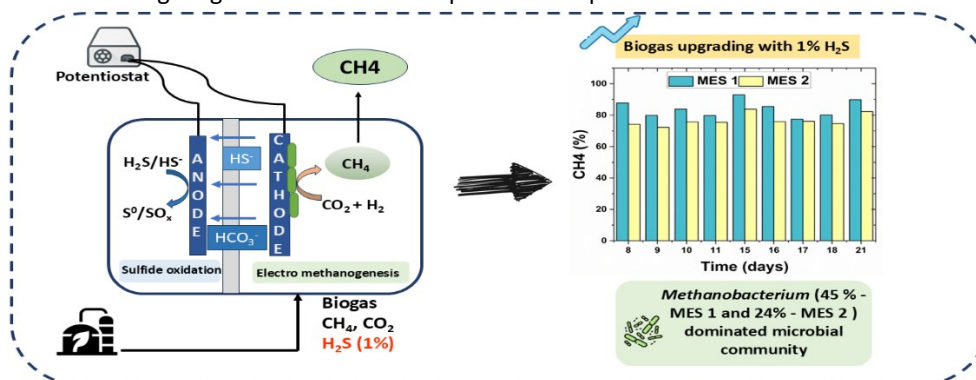 Potentiostat
CH4
H₂S/HS⁻
S⁰/SOₓ
ANODE
HS⁻
HCO₃⁻
CATHODE
CH₄
CO₂ + H₂
Sulfide oxidation
Electro methanogenesis
Biogas
CH₄, CO₂
H₂S (1%)
Biogas upgrading with 1% H₂S
MES 1 MES 2
CH4 (%)
100
80
60
40
20
0
8 9 10 11 15 16 17 18 21
Time (days)
Methanobacterium (45 % -
MES 1 and 24% - MES 2 )
dominated microbial
community